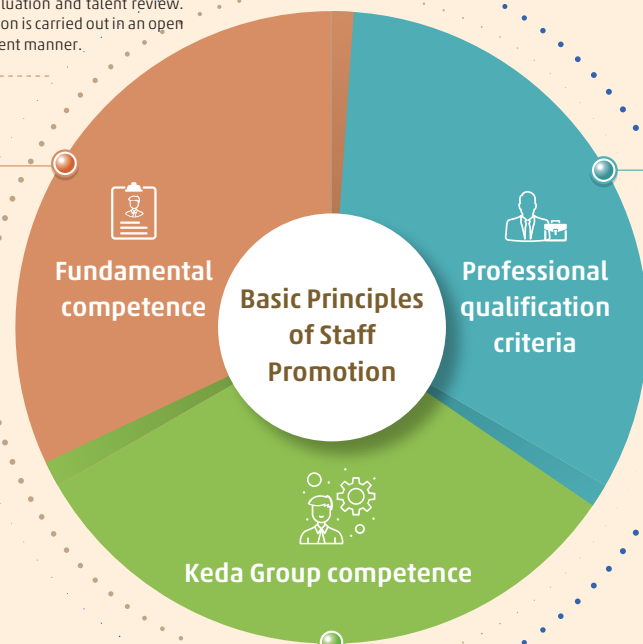 luation and talent review.
on is carried out in an open
ent manner.
Fundamental
competence
Basic Principles
of Staff
Promotion
Professional
qualification
criteria
Keda Group competence